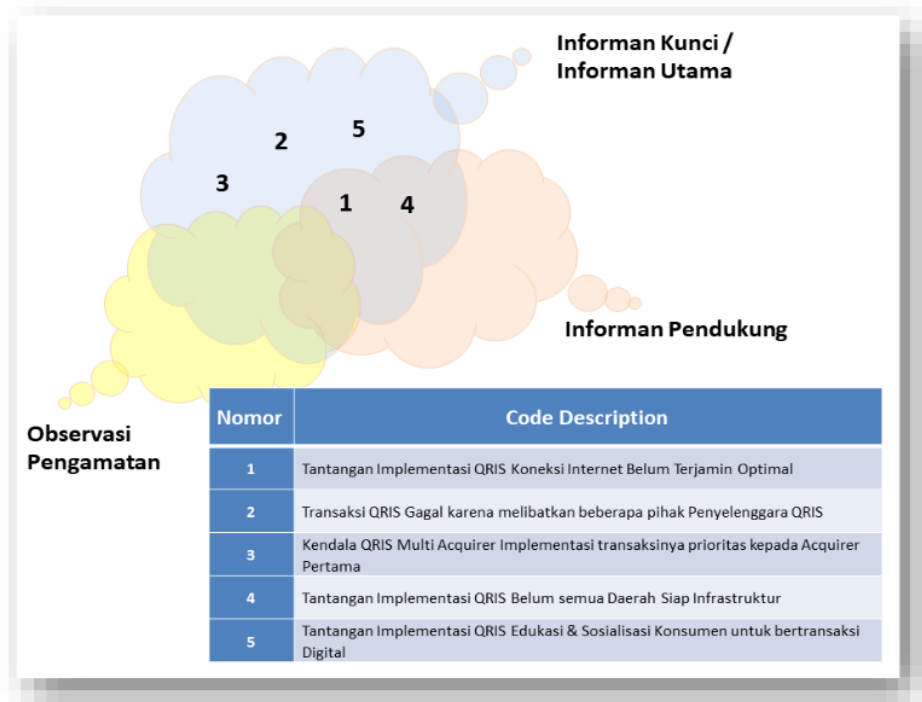 Informan Kunci /
Informan Utama
5
2
3
1
4
Informan Pendukung
Observasi
Pengamatan
Nomor Code Description
1 Tantangan Implementasi QRIS Koneksi Internet Belum Terjamin Optimal
2 Transaksi QRIS Gagal karena melibatkan beberapa pihak Penyelenggara QRIS
3 Kendala QRIS Multi Acquirer Implementasi transaksinya prioritas kepada Acquirer
Pertama
4 Tantangan Implementasi QRIS Belum semua Daerah Siap Infrastruktur
5 Tantangan Implementasi QRIS Edukasi & Sosialisasi Konsumen untuk bertransaksi
Digital